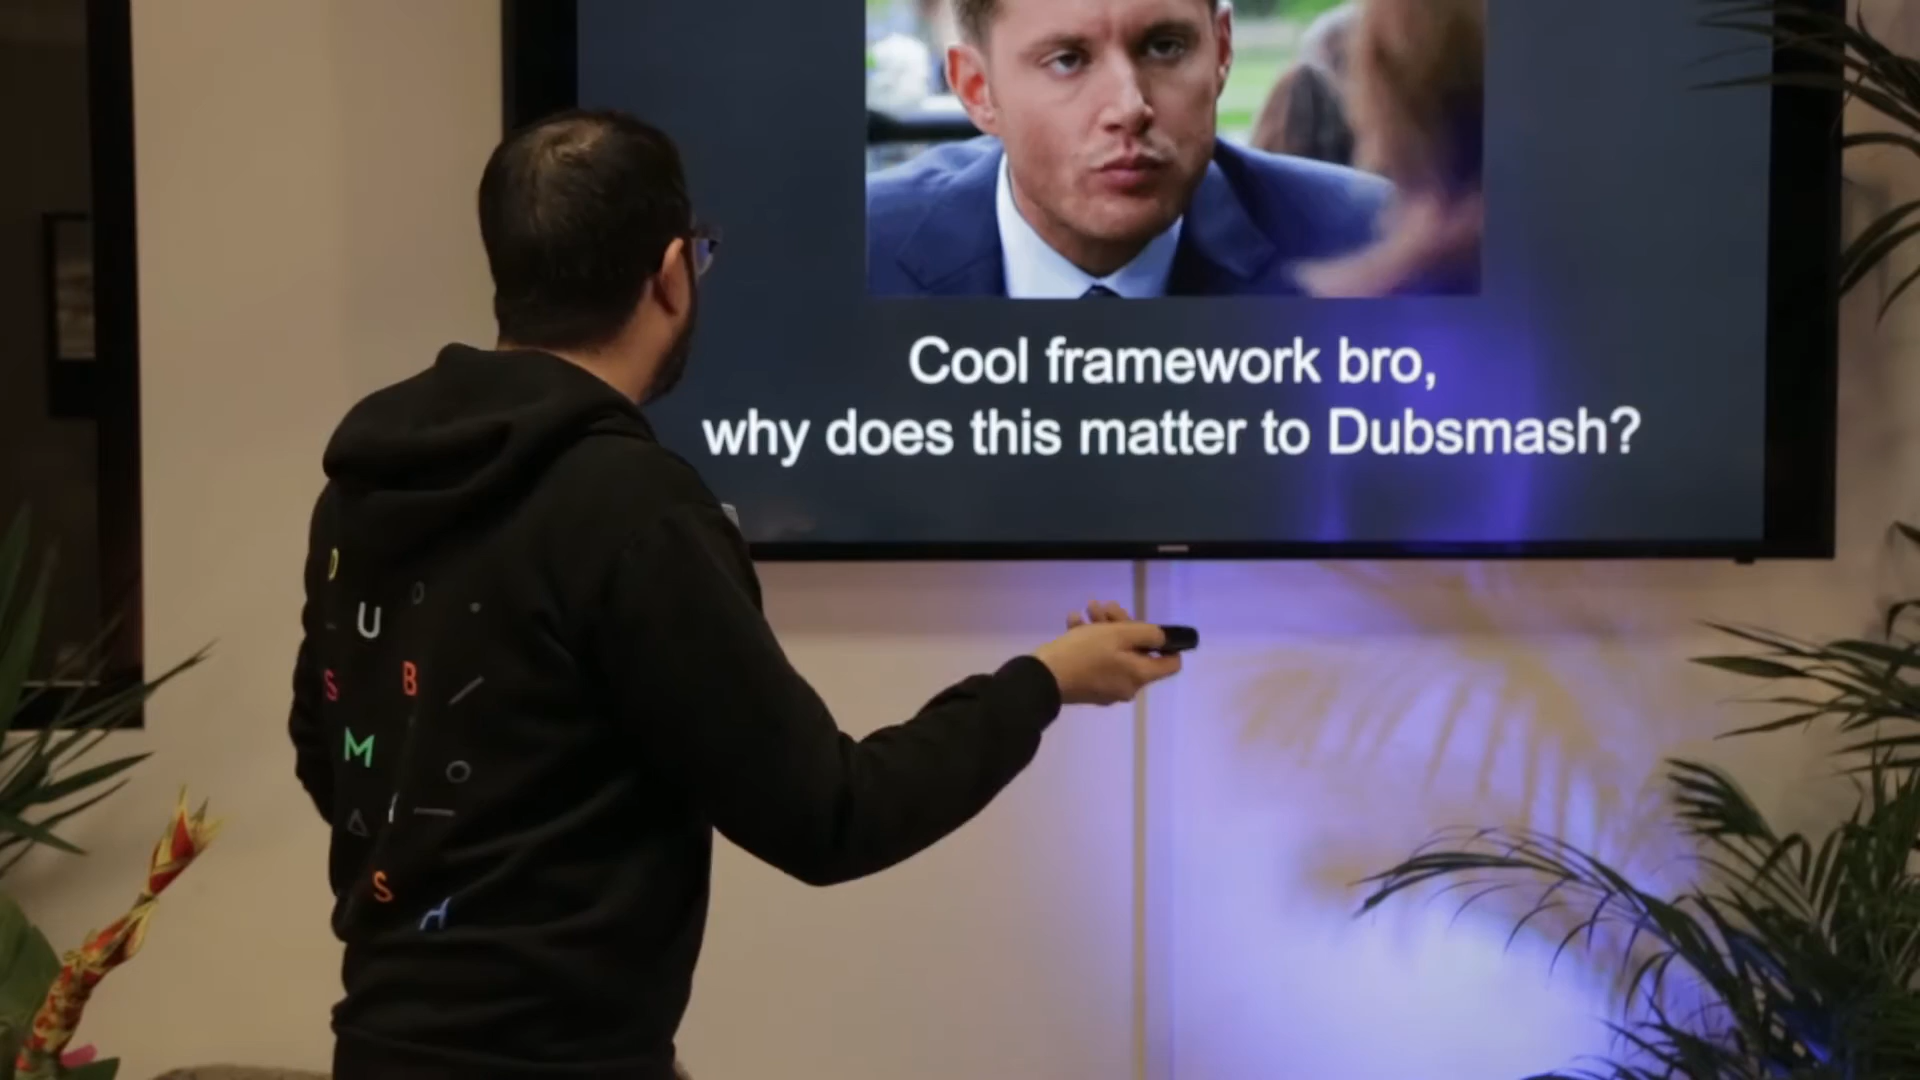 Cool framework bro,
why does this matter to Dubsmash?
D
U
B
S
M
A
S
H